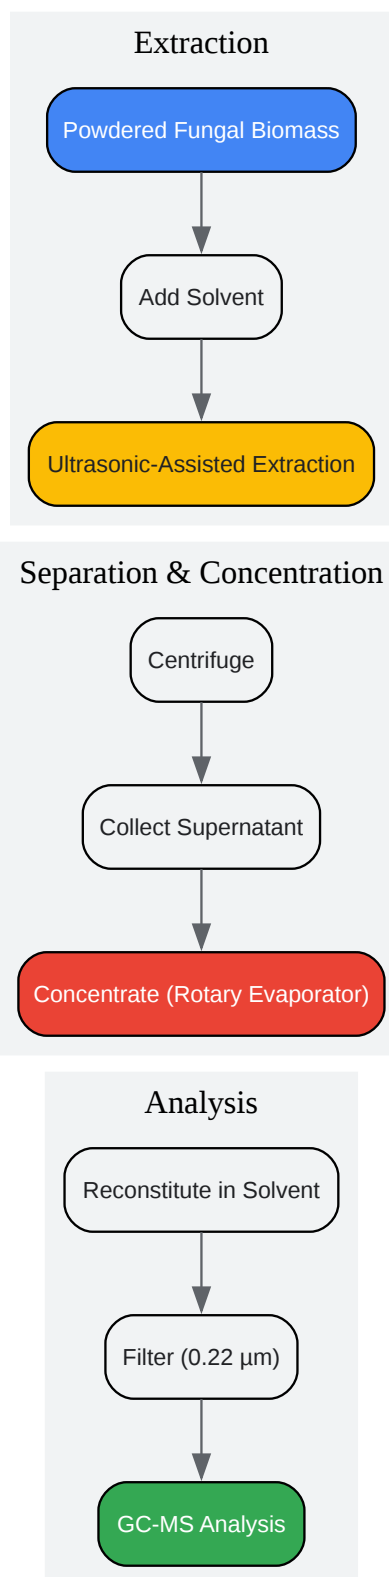 Extraction
Powdered Fungal Biomass
Add Solvent
Ultrasonic-Assisted Extraction
Separation & Concentration
Centrifuge
Collect Supernatant
Concentrate (Rotary Evaporator)
Analysis
Reconstitute in Solvent
Filter (0.22 µm)
GC-MS Analysis